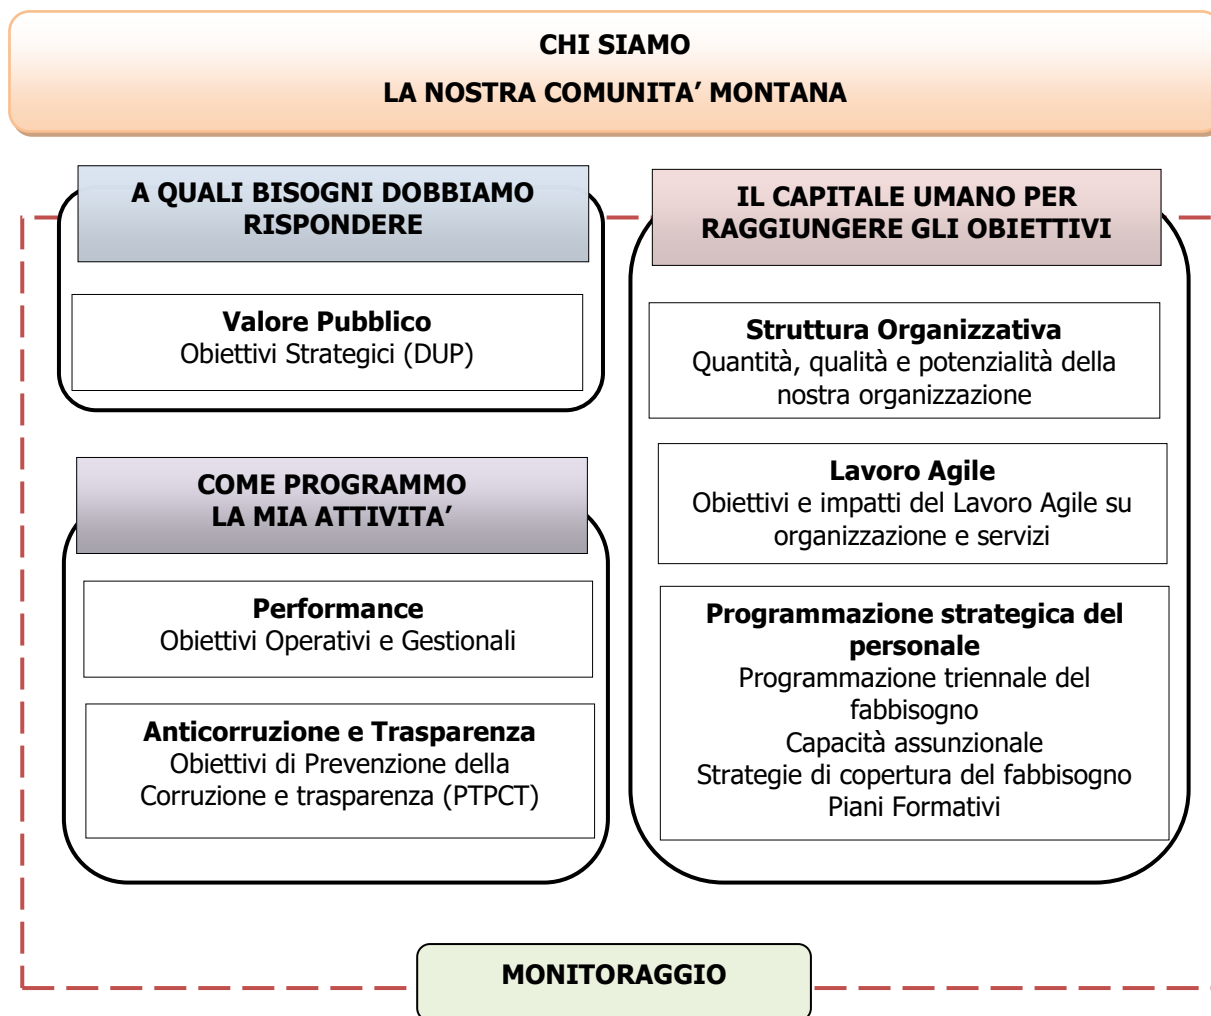 CHI SIAMO
LA NOSTRA COMUNITA’ MONTANA
A QUALI BISOGNI DOBBIAMO
RISPONDERE
Valore Pubblico
Obiettivi Strategici (DUP)
COME PROGRAMMO
LA MIA ATTIVITA’
Performance
Obiettivi Operativi e Gestionali
Anticorruzione e Trasparenza
Obiettivi di Prevenzione della
Corruzione e trasparenza (PTPCT)
IL CAPITALE UMANO PER
RAGGIUNGERE GLI OBIETTIVI
Struttura Organizzativa
Quantità, qualità e potenzialità della
nostra organizzazione
Lavoro Agile
Obiettivi e impatti del Lavoro Agile su
organizzazione e servizi
Programmazione strategica del
personale
Programmazione triennale del
fabbisogno
Capacità assunzionale
Strategie di copertura del fabbisogno
Piani Formativi
MONITORAGGIO